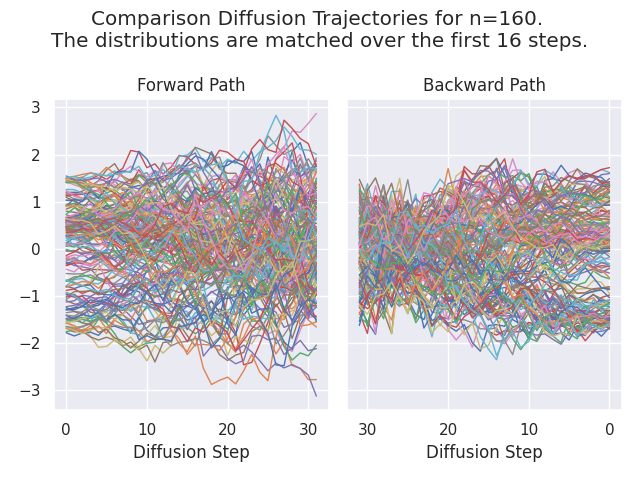 Comparison Diffusion Trajectories for n=160.
The distributions are matched over the first 16 steps.
Forward Path
Backward Path
3
2
1
0
−1
−2
−3
0 10 20 30
30 20 10 0
Diffusion Step
Diffusion Step